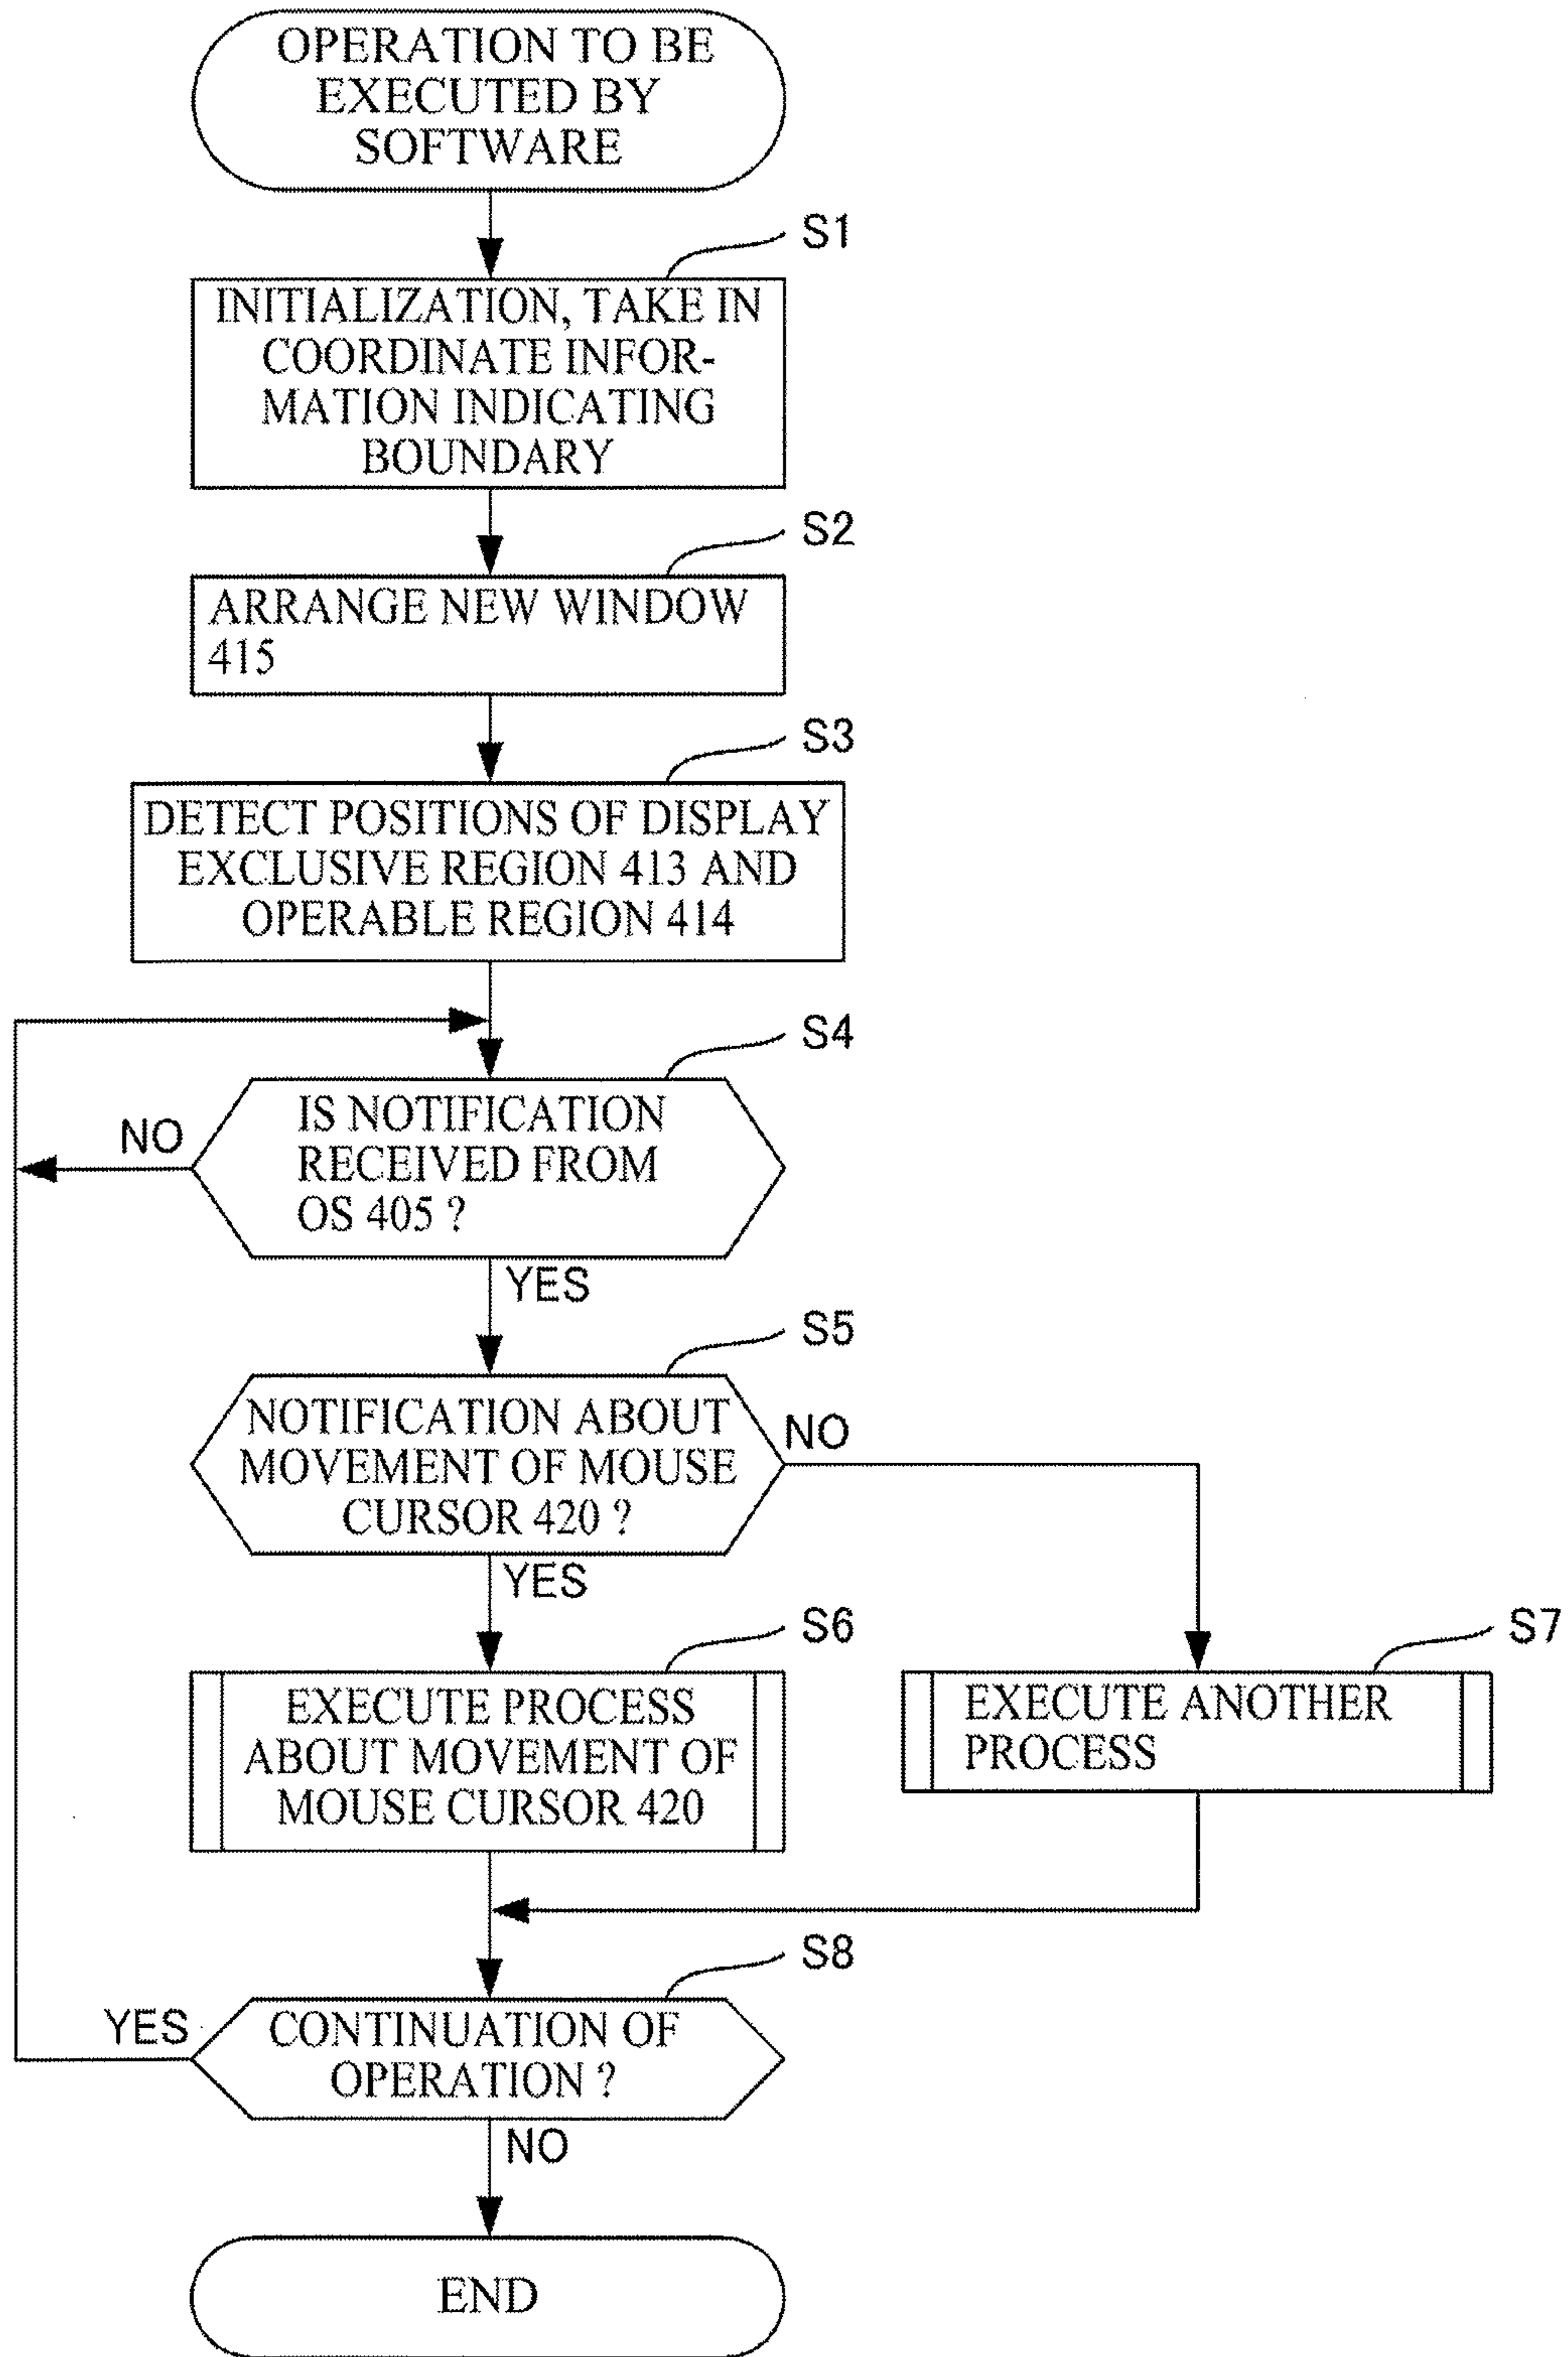 OPERATION TO BE
EXECUTED BY
SOFTWARE
S1
INITIALIZATION, TAKE IN
COORDINATE INFOR-
MATION INDICATING
BOUNDARY
S2
ARRANGE NEW WINDOW
415
S3
DETECT POSITIONS OF DISPLAY
EXCLUSIVE REGION 413 AND
OPERABLE REGION 414
S4
IS NOTIFICATION
RECEIVED FROM
OS 405 ?
NO
YES
S5
NOTIFICATION ABOUT
MOVEMENT OF MOUSE
CURSOR 420 ?
NO
YES
S6
EXECUTE PROCESS
ABOUT MOVEMENT OF
MOUSE CURSOR 420
S7
EXECUTE ANOTHER
PROCESS
S8
CONTINUATION OF
OPERATION ?
YES
NO
END